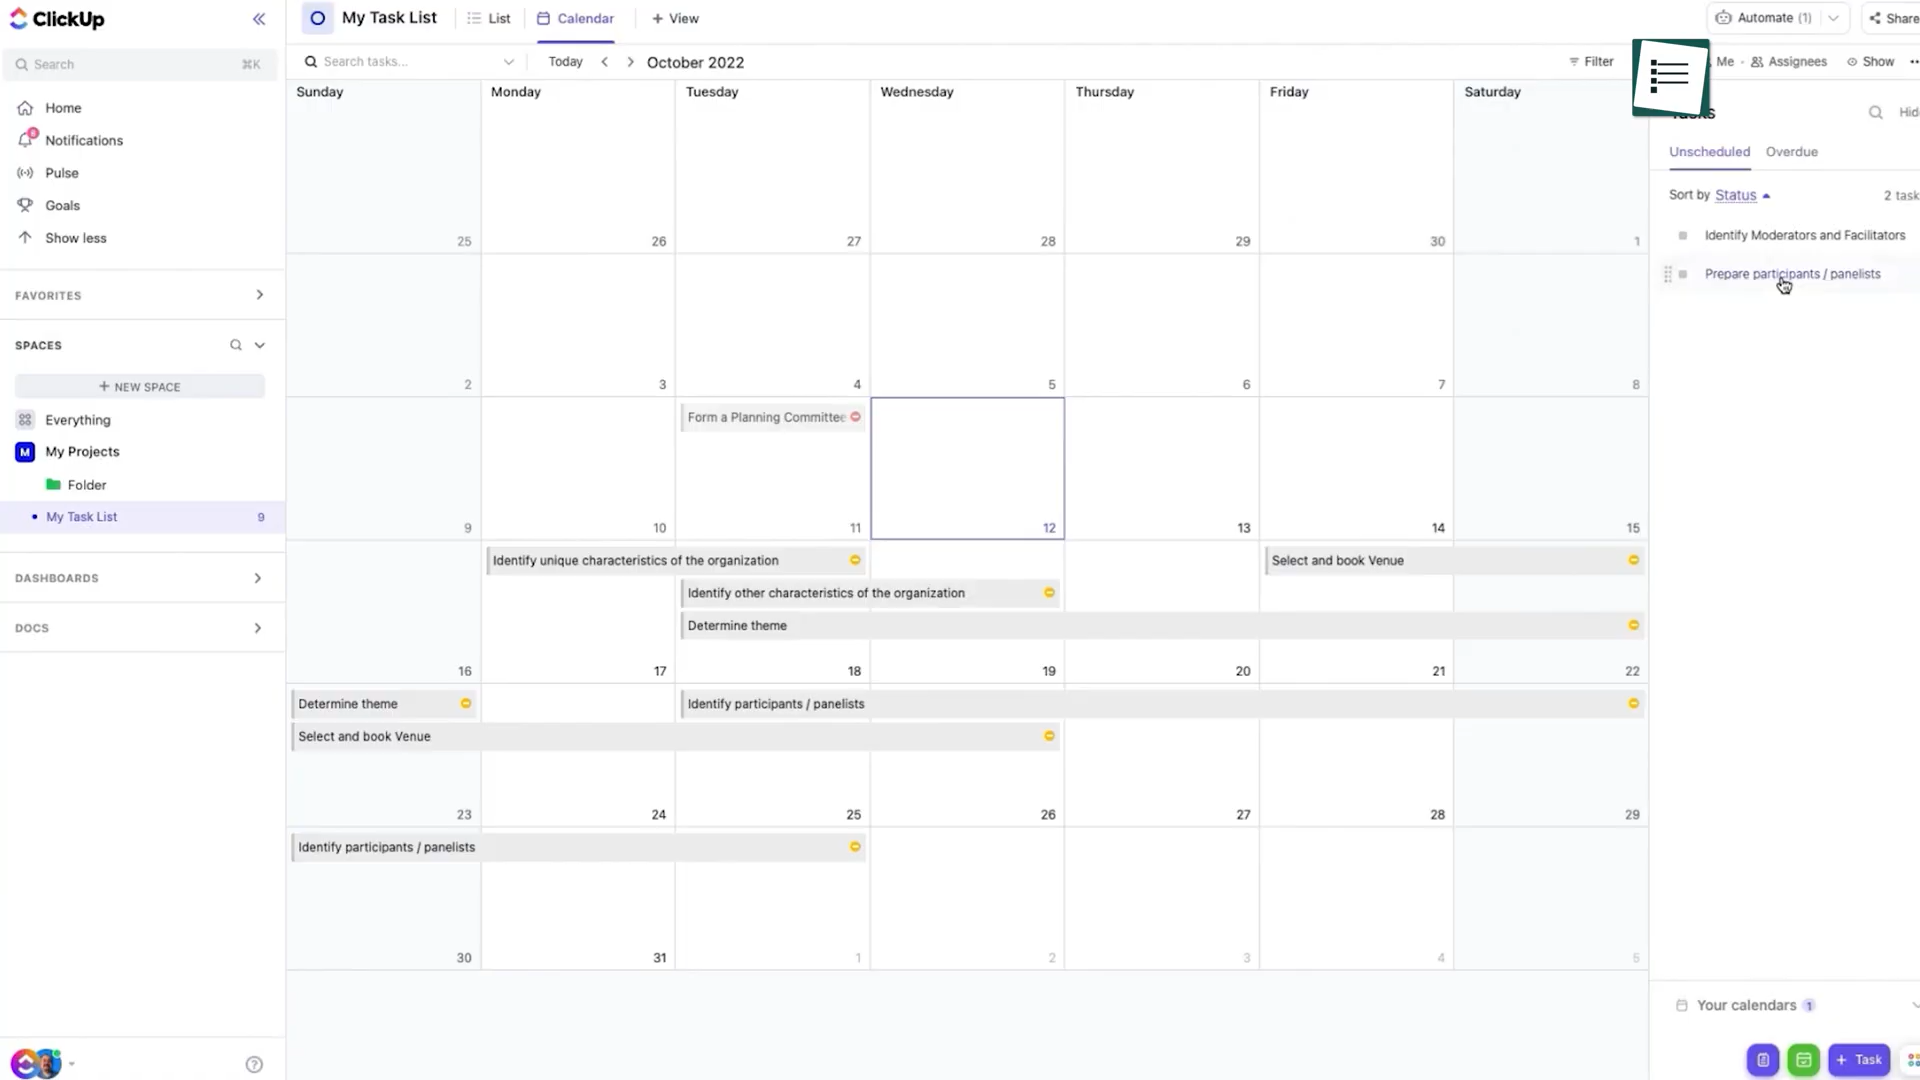 ClickUp
My Task List
List
Calendar
+ View
Automate (1)
Share
Search
⌘K
Search tasks...
Today
October 2022
Filter
Me
Assignees
Show
Home
Notifications
Pulse
Goals
Show less
FAVORITES
SPACES
+ NEW SPACE
Everything
M
My Projects
Folder
My Task List
9
DASHBOARDS
DOCS
Sunday
Monday
Tuesday
Wednesday
Thursday
Friday
Saturday
25
26
27
28
29
30
1
2
3
4
5
6
7
8
Form a Planning Committee
9
10
11
12
13
14
15
Identify unique characteristics of the organization
Select and book Venue
Identify other characteristics of the organization
Determine theme
16
17
18
19
20
21
22
Determine theme
Identify participants / panelists
Select and book Venue
23
24
25
26
27
28
29
Identify participants / panelists
30
31
1
2
3
4
5
Hid
Unscheduled
Overdue
Sort by Status
2 task
Identify Moderators and Facilitators
Prepare participants / panelists
Your calendars 1
+ Task